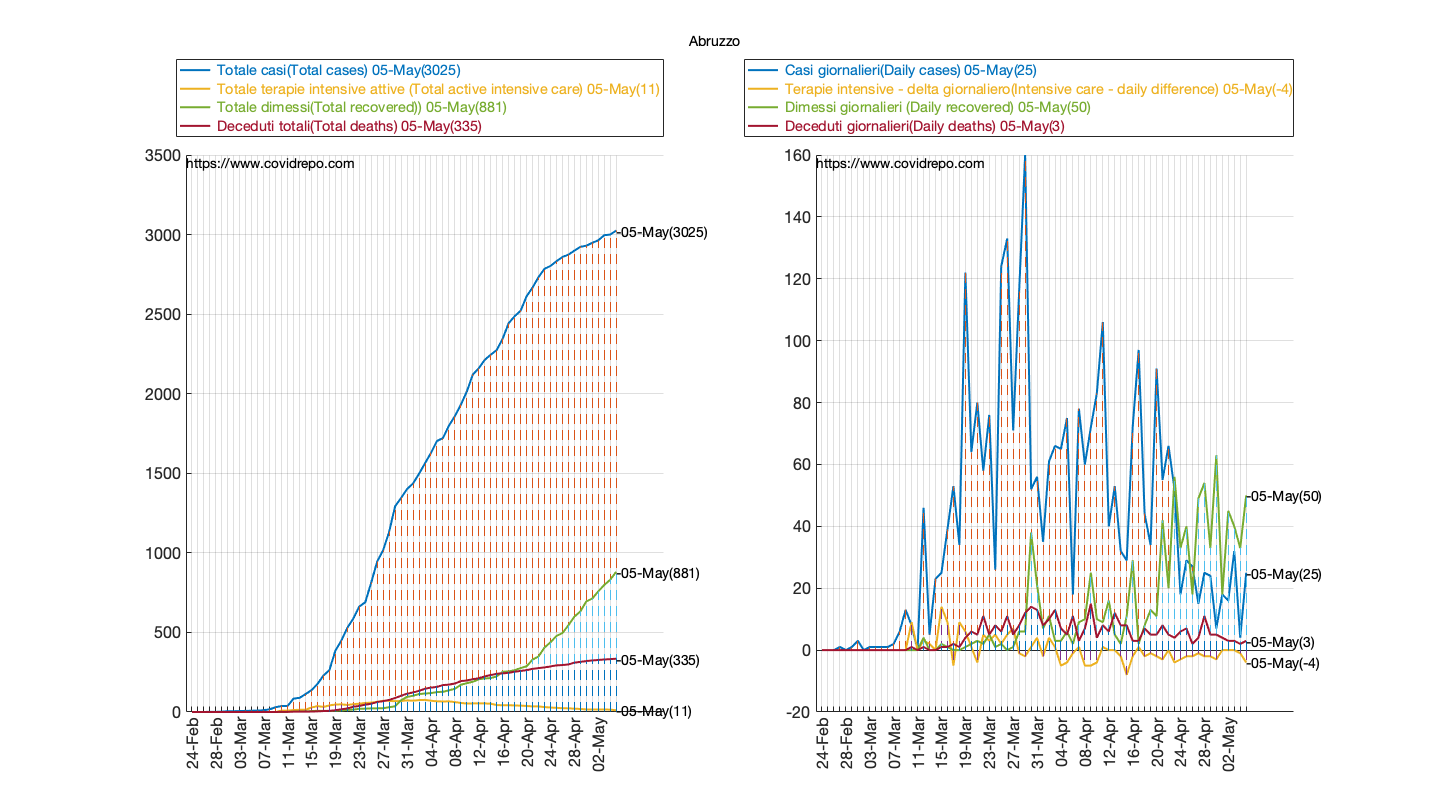 Abruzzo
Totale casi(Total cases) 05-May(3025)
Totale terapie intensive attive (Total active intensive care) 05-May(11)
Totale dimessi(Total recovered)) 05-May(881)
Deceduti totali(Total deaths) 05-May(335)
https://www.covidrepo.com
3500
3000
2500
2000
1500
1000
500
0
05-May(3025)
05-May(881)
05-May(335)
05-May(11)
24-Feb
28-Feb
03-Mar
07-Mar
11-Mar
15-Mar
19-Mar
23-Mar
27-Mar
31-Mar
04-Apr
08-Apr
12-Apr
16-Apr
20-Apr
24-Apr
28-Apr
02-May
Casi giornalieri(Daily cases) 05-May(25)
Terapie intensive - delta giornaliero(Intensive care - daily difference) 05-May(-4)
Dimessi giornalieri (Daily recovered) 05-May(50)
Deceduti giornalieri(Daily deaths) 05-May(3)
https://www.covidrepo.com
160
140
120
100
80
60
40
20
0
-20
05-May(50)
05-May(25)
05-May(3)
05-May(-4)
24-Feb
28-Feb
03-Mar
07-Mar
11-Mar
15-Mar
19-Mar
23-Mar
27-Mar
31-Mar
04-Apr
08-Apr
12-Apr
16-Apr
20-Apr
24-Apr
28-Apr
02-May